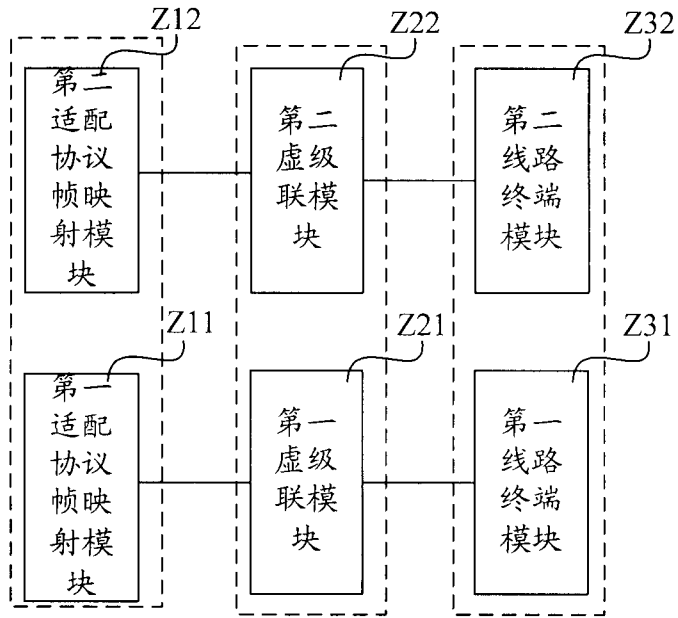 Z12
Z22
Z32
第二
适配
协议
帧映
射模
块
第二
虚级
联模
块
第二
线路
终端
模块
Z11
Z21
Z31
第一
适配
协议
帧映
射模
块
第一
虚级
联模
块
第一
线路
终端
模块